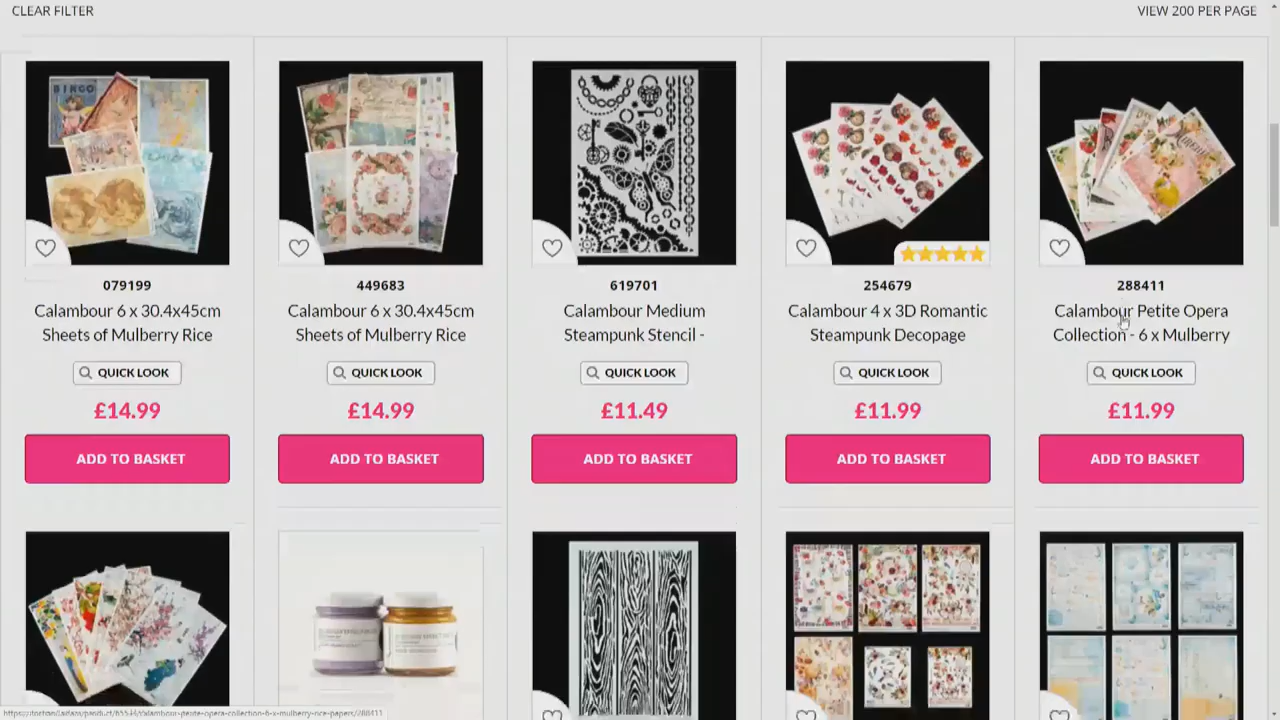 CLEAR FILTER
VIEW 200 PER PAGE
BINGO
079199
Calambour 6 x 30.4x45cm
Sheets of Mulberry Rice
QUICK LOOK
£14.99
ADD TO BASKET
449683
Calambour 6 x 30.4x45cm
Sheets of Mulberry Rice
QUICK LOOK
£14.99
ADD TO BASKET
619701
Calambour Medium
Steampunk Stencil -
QUICK LOOK
£11.49
ADD TO BASKET
254679
Calambour 4 x 3D Romantic
Steampunk Decopage
QUICK LOOK
£11.99
ADD TO BASKET
288411
Calambour Petite Opera
Collection - 6 x Mulberry
QUICK LOOK
£11.99
ADD TO BASKET